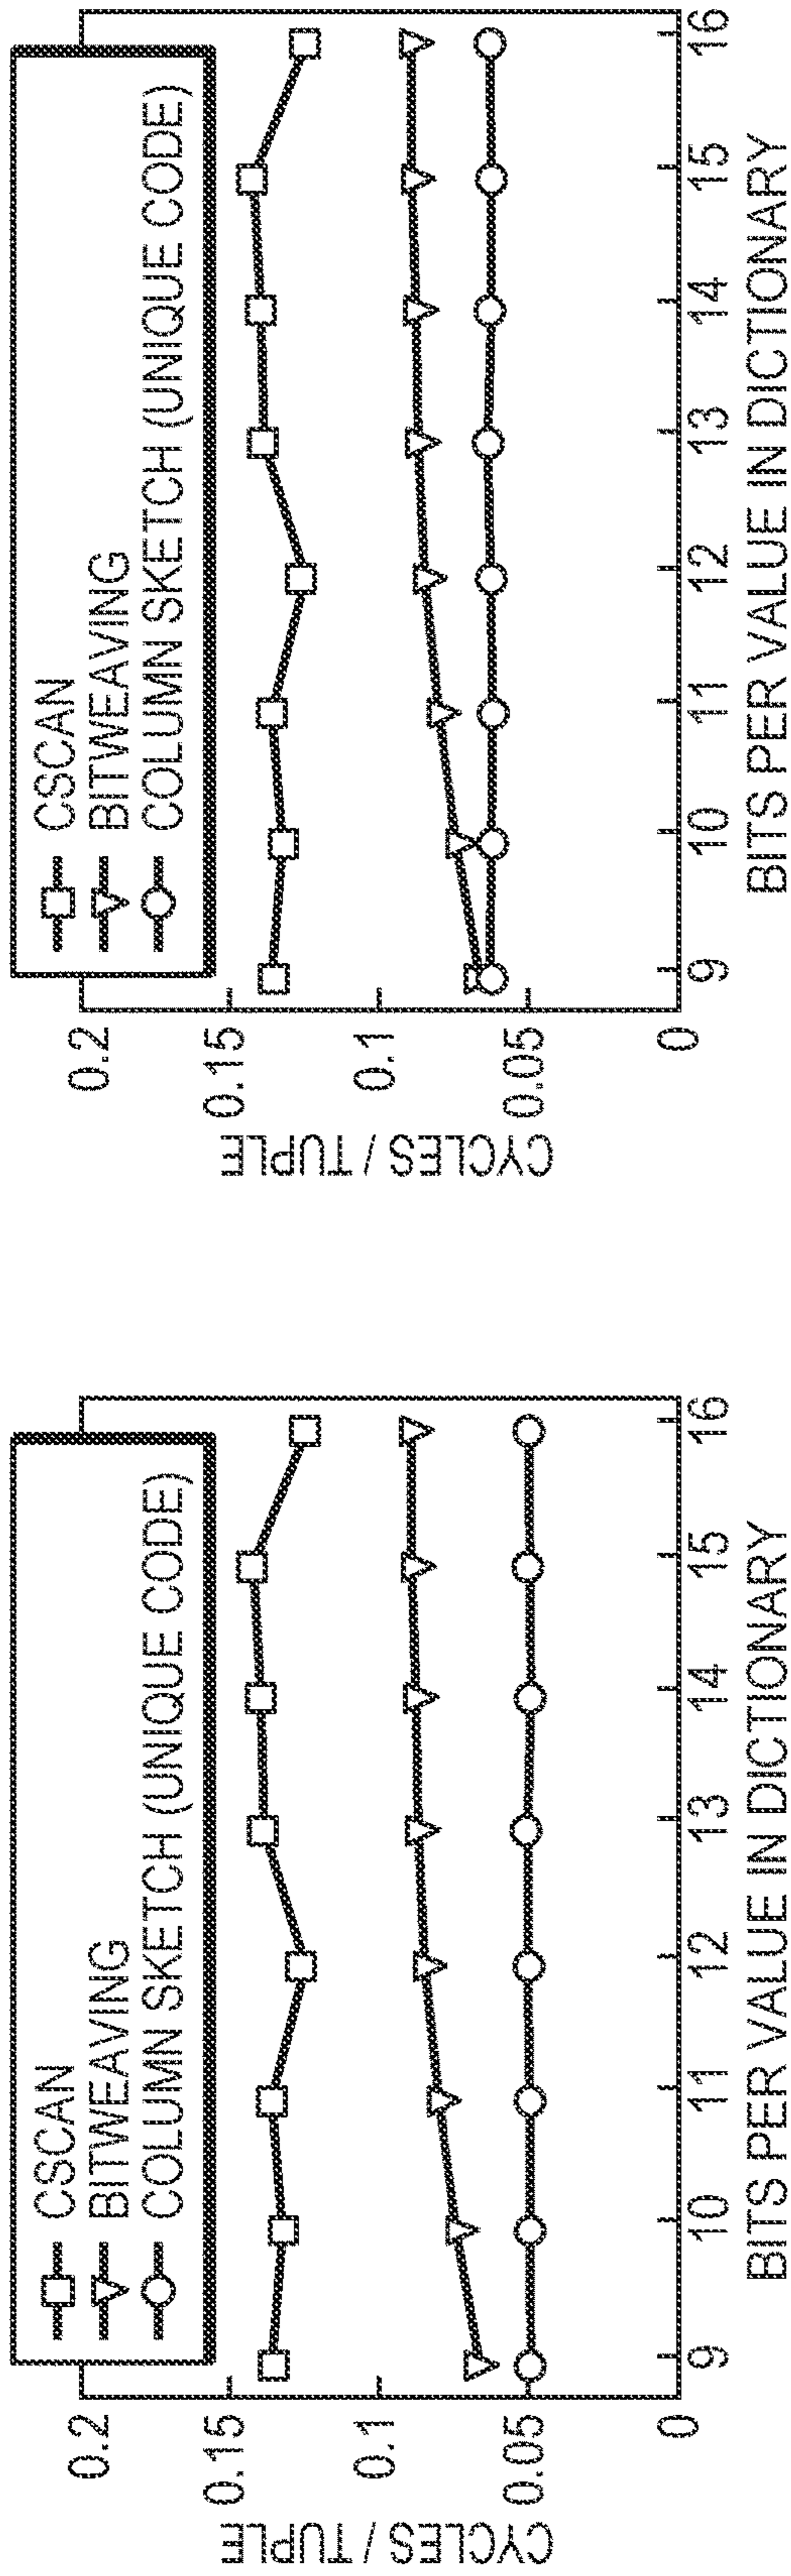 CSCAN
BITWEAVING
COLUMN SKETCH (UNIQUE CODE)
0.2
0.15
0.1
0.05
0
CYCLES / TUPLE
9 10 11 12 13 14 15 16
BITS PER VALUE IN DICTIONARY
CSCAN
BITWEAVING
COLUMN SKETCH (UNIQUE CODE)
0.2
0.15
0.1
0.05
0
CYCLES / TUPLE
9 10 11 12 13 14 15 16
BITS PER VALUE IN DICTIONARY